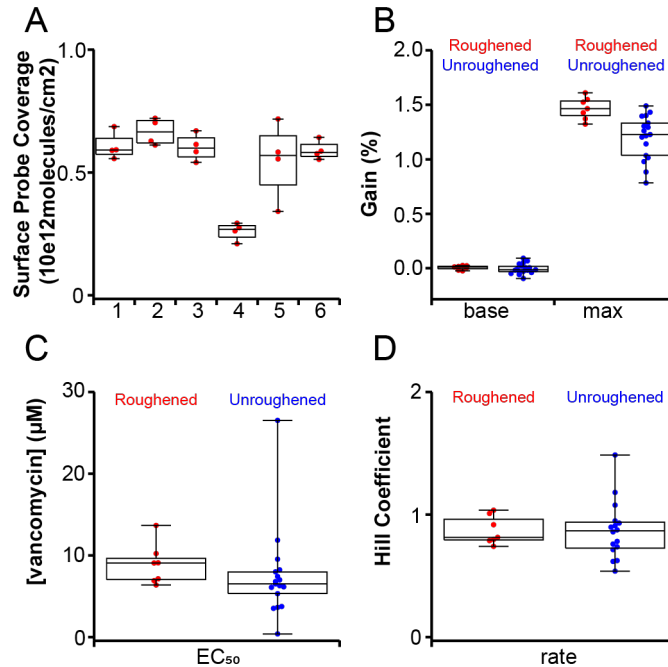 A
Surface Probe Coverage
(10e12molecules/cm2)
1.0
0.5
0
1 2 3 4 5 6
B
Gain (%)
2.0
1.5
1.0
0.5
0.0
Roughened Roughened
Unroughened Unroughened
base max
C
[vancomycin] (µM)
30
20
10
0
Roughened Unroughened
EC₅₀
D
Hill Coefficient
2
1
0
Roughened Unroughened
rate